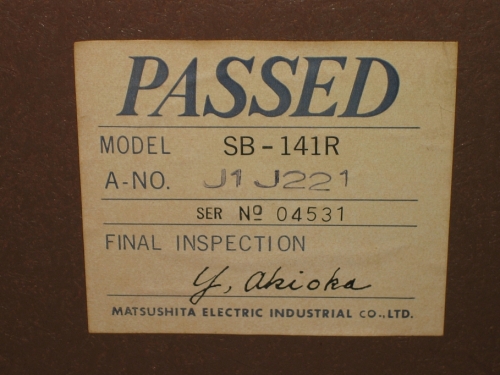 PASSED
MODEL SB-141R
A-NO. J1J221
SER Nº 04531
FINAL INSPECTION
Y, Akioka
MATSUSHITA ELECTRIC INDUSTRIAL CO.,LTD.